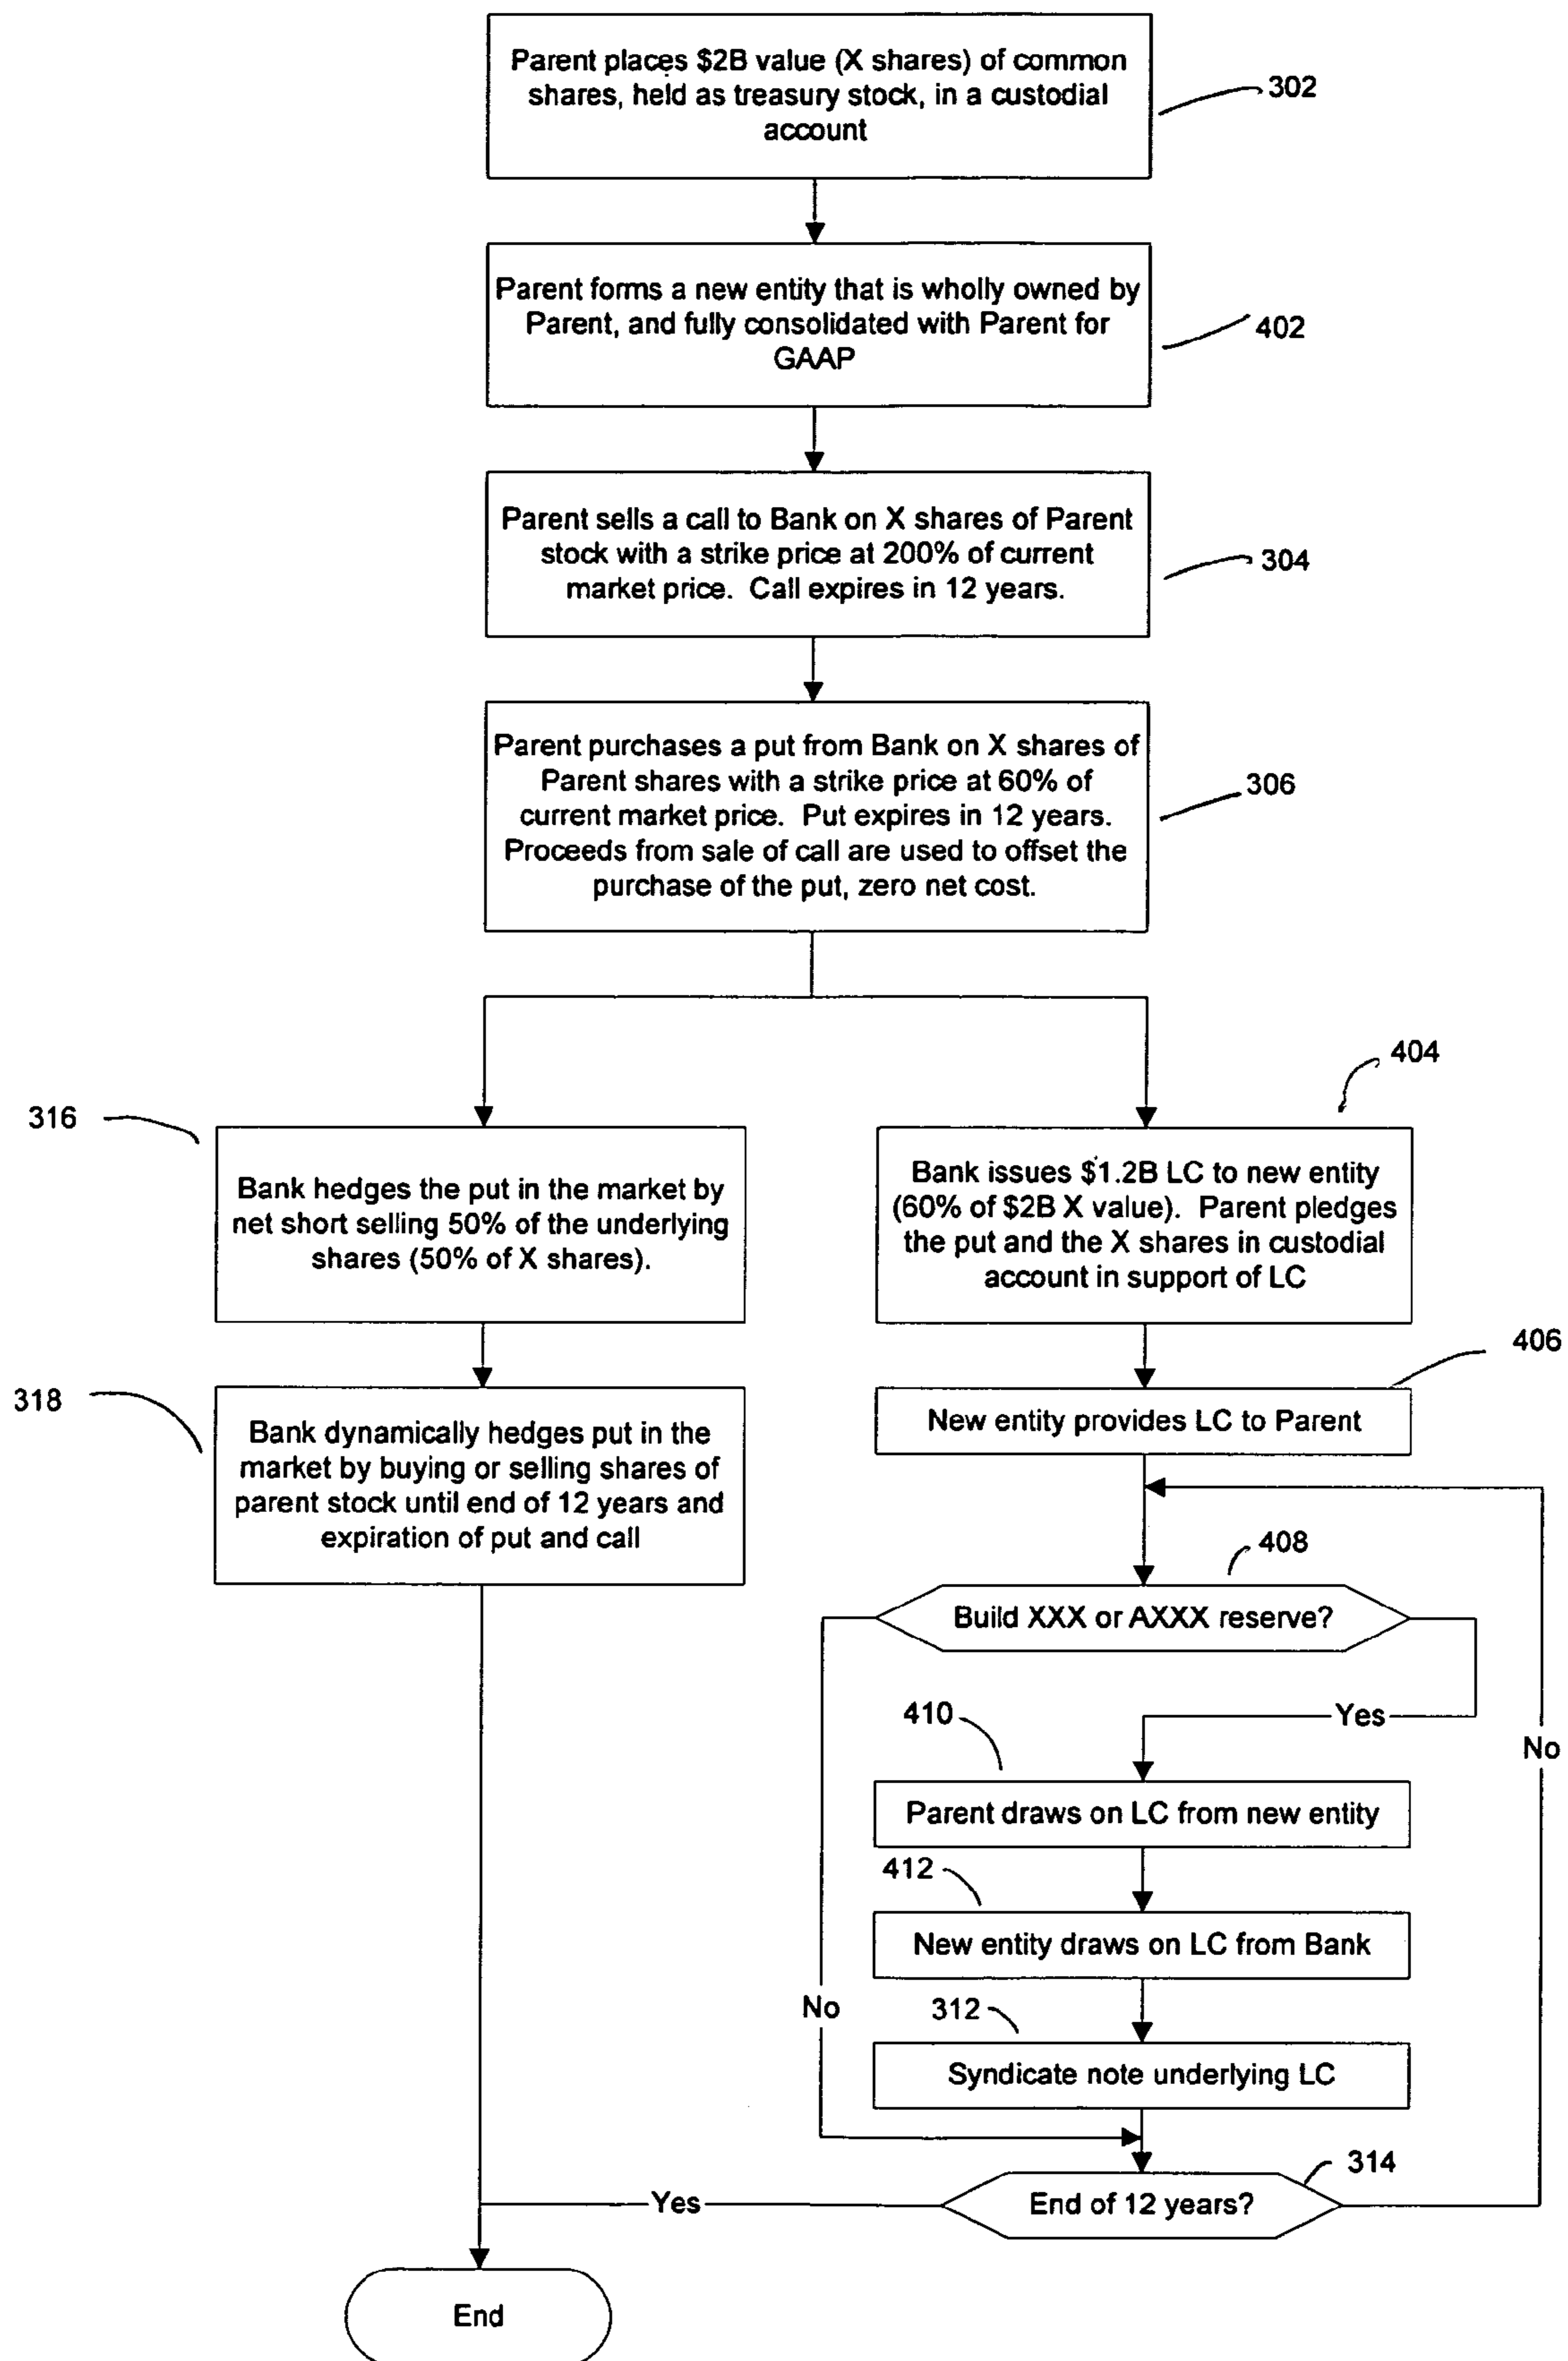 Parent places $2B value (X shares) of common
shares, held as treasury stock, in a custodial
account
302
Parent forms a new entity that is wholly owned by
Parent, and fully consolidated with Parent for
GAAP
402
Parent sells a call to Bank on X shares of Parent
stock with a strike price at 200% of current
market price. Call expires in 12 years.
304
Parent purchases a put from Bank on X shares of
Parent shares with a strike price at 60% of
current market price. Put expires in 12 years.
Proceeds from sale of call are used to offset the
purchase of the put, zero net cost.
306
316
Bank hedges the put in the market by
net short selling 50% of the underlying
shares (50% of X shares).
318
Bank dynamically hedges put in the
market by buying or selling shares of
parent stock until end of 12 years and
expiration of put and call
404
Bank issues $1.2B LC to new entity
(60% of $2B X value). Parent pledges
the put and the X shares in custodial
account in support of LC
406
New entity provides LC to Parent
408
Build XXX or AXXX reserve?
Yes
No
410
Parent draws on LC from new entity
412
New entity draws on LC from Bank
No
312
Syndicate note underlying LC
314
End of 12 years?
Yes
End